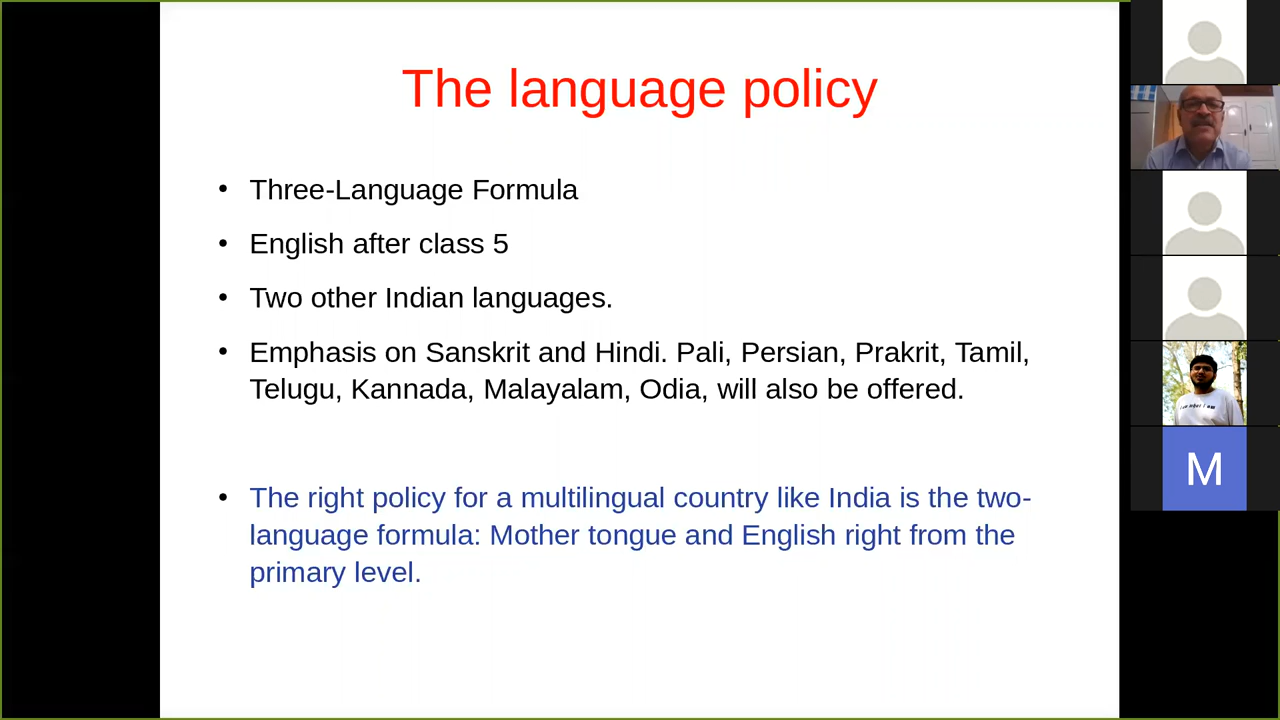 The language policy
• Three-Language Formula
• English after class 5
• Two other Indian languages.
• Emphasis on Sanskrit and Hindi. Pali, Persian, Prakrit, Tamil,
Telugu, Kannada, Malayalam, Odia, will also be offered.
• The right policy for a multilingual country like India is the two-
language formula: Mother tongue and English right from the
primary level.
M